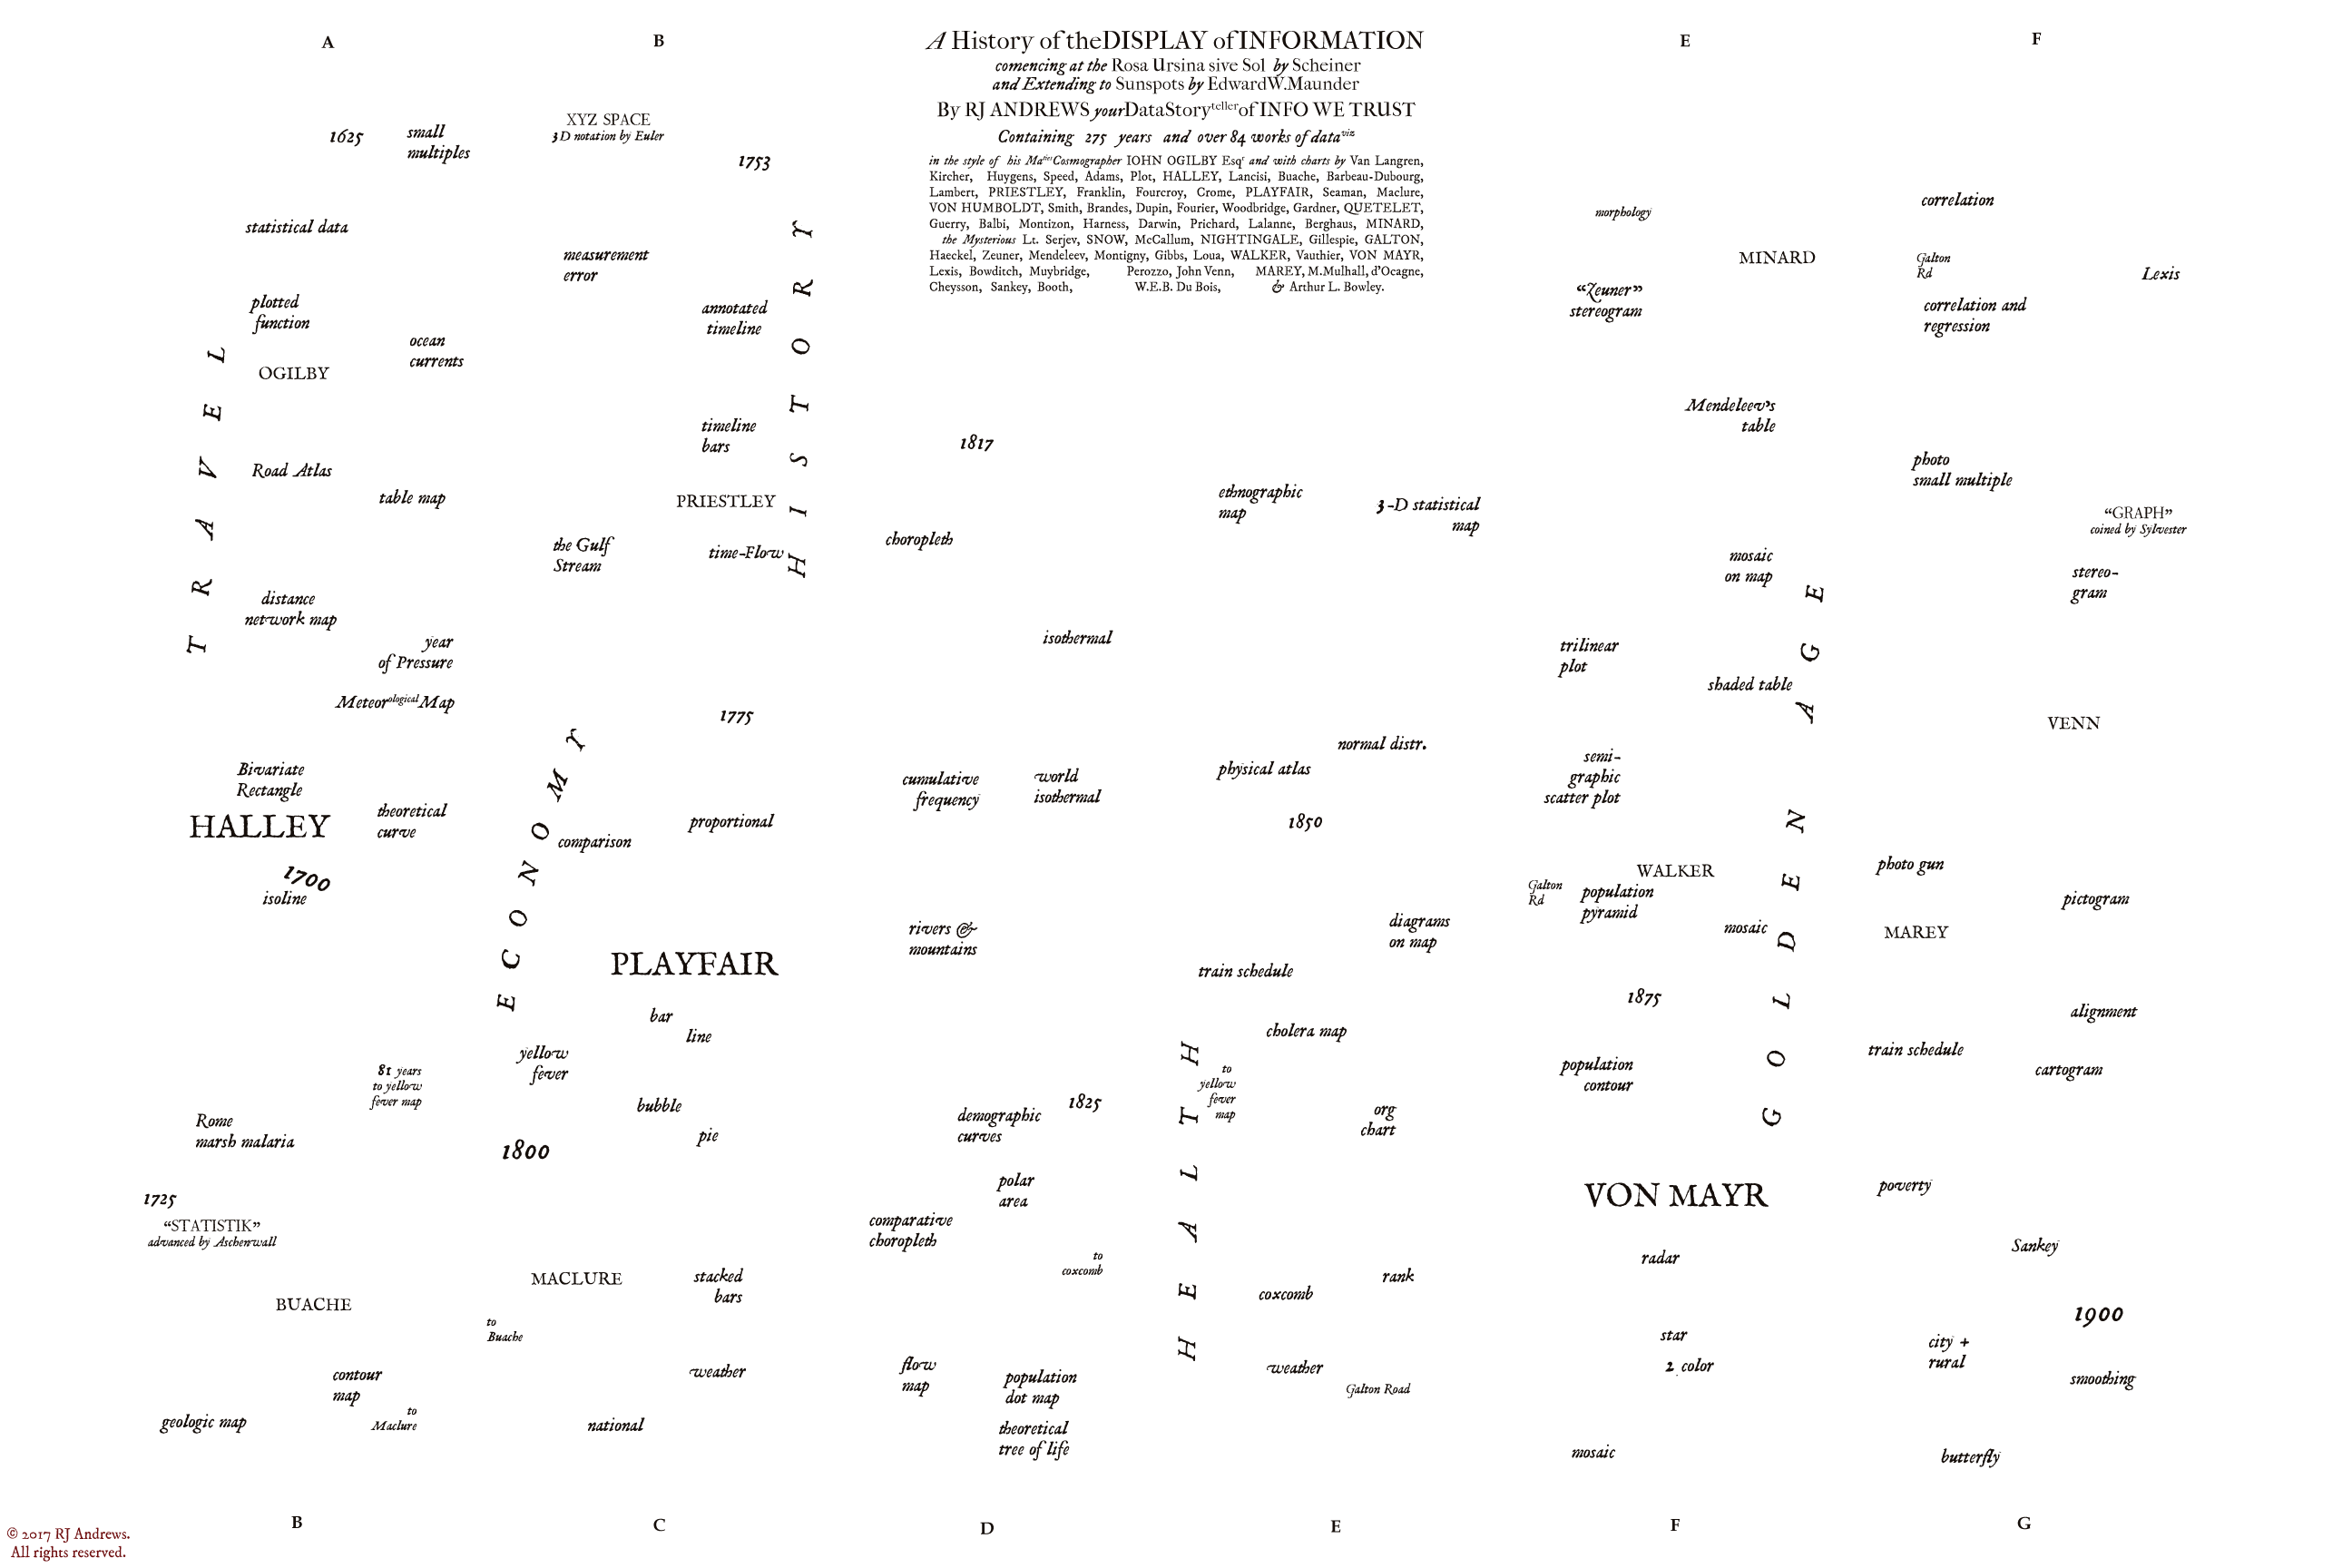 A
B
A History of the DISPLAY of INFORMATION
comencing at the Rosa Ursina sive Sol by Scheiner
and Extending to Sunspots by Edward W. Maunder
By RJ ANDREWS your DataStoryteller of INFO WE TRUST
Containing 275 years and over 84 works of dataviz
in the style of his Maties Cosmographer IOHN OGILBY Esqr and with charts by Van Langren,
Kircher, Huygens, Speed, Adams, Plot, HALLEY, Lancisi, Buache, Barbeau-Dubourg,
Lambert, PRIESTLEY, Franklin, Fourcroy, Crome, PLAYFAIR, Seaman, Maclure,
VON HUMBOLDT, Smith, Brandes, Dupin, Fourier, Woodbridge, Gardner, QUETELET,
Guerry, Balbi, Montizon, Harness, Darwin, Prichard, Lalanne, Berghaus, MINARD,
the Mysterious Lt. Serjev, SNOW, McCallum, NIGHTINGALE, Gillespie, GALTON,
Haeckel, Zeuner, Mendeleev, Montigny, Gibbs, Loua, WALKER, Vauthier, VON MAYR,
Lexis, Bowditch, Muybridge, Perozzo, John Venn, MAREY, M.Mulhall, d'Ocagne,
Cheysson, Sankey, Booth, W.E.B. Du Bois, & Arthur L. Bowley.
E
F
1625
small
multiples
statistical data
plotted
function
ocean
currents
OGILBY
TRAVEL
Road Atlas
table map
distance
network map
year
of Pressure
Meteorological Map
Bivariate
Rectangle
HALLEY
theoretical
curve
1700
isoline
81 years
to yellow
fever map
Rome
marsh malaria
1725
"STATISTIK"
advanced by Aschenwall
BUACHE
contour
map
to
Maclure
geologic map
B
XYZ SPACE
3D notation by Euler
1753
measurement
error
annotated
timeline
HISTORY
timeline
bars
PRIESTLEY
the Gulf
Stream
time-Flow
1775
ECONOMY
proportional
comparison
PLAYFAIR
bar
line
yellow
fever
bubble
pie
1800
MACLURE
stacked
bars
to
Buache
weather
national
C
1817
choropleth
isothermal
cumulative
frequency
world
isothermal
rivers &
mountains
1825
demographic
curves
polar
area
comparative
choropleth
to
coxcomb
flow
map
population
dot map
theoretical
tree of life
D
ethnographic
map
3-D statistical
map
normal distr.
physical atlas
1850
diagrams
on map
train schedule
cholera map
HEALTH
to
yellow
fever
map
org
chart
rank
coxcomb
weather
Galton Road
E
morphology
MINARD
"Zeuner"
stereogram
Mendeleev's
table
mosaic
on map
GOLDEN AGE
trilinear
plot
shaded table
semi-
graphic
scatter plot
WALKER
Galton
Rd
population
pyramid
mosaic
1875
population
contour
VON MAYR
radar
star
2 color
mosaic
F
correlation
Galton
Rd
Lexis
correlation and
regression
photo
small multiple
"GRAPH"
coined by Sylvester
stereo-
gram
VENN
photo gun
pictogram
MAREY
alignment
train schedule
cartogram
poverty
Sankey
1900
city +
rural
smoothing
butterfly
G
© 2017 RJ Andrews.
All rights reserved.